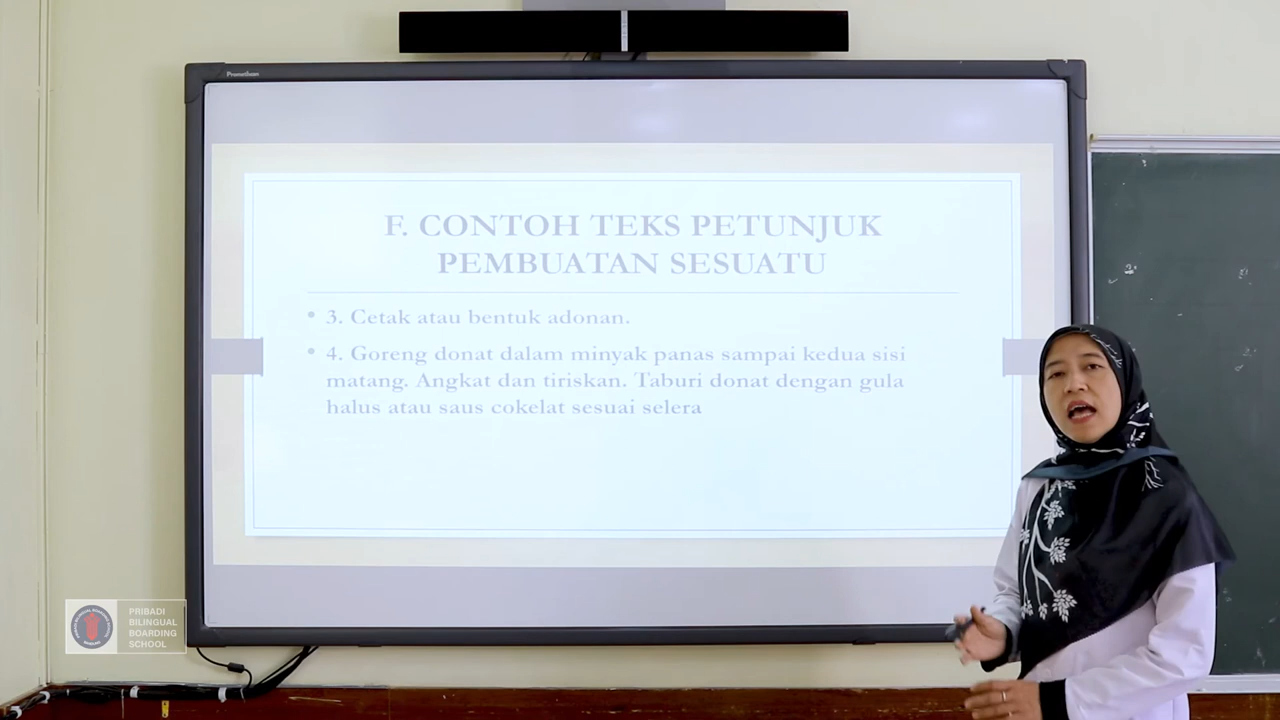 Promethean
F. CONTOH TEKS PETUNJUK
PEMBUATAN SESUATU
• 3. Cetak atau bentuk adonan.
• 4. Goreng donat dalam minyak panas sampai kedua sisi
matang. Angkat dan tiriskan. Taburi donat dengan gula
halus atau saus cokelat sesuai selera
PRIBADI
BILINGUAL
BOARDING
SCHOOL